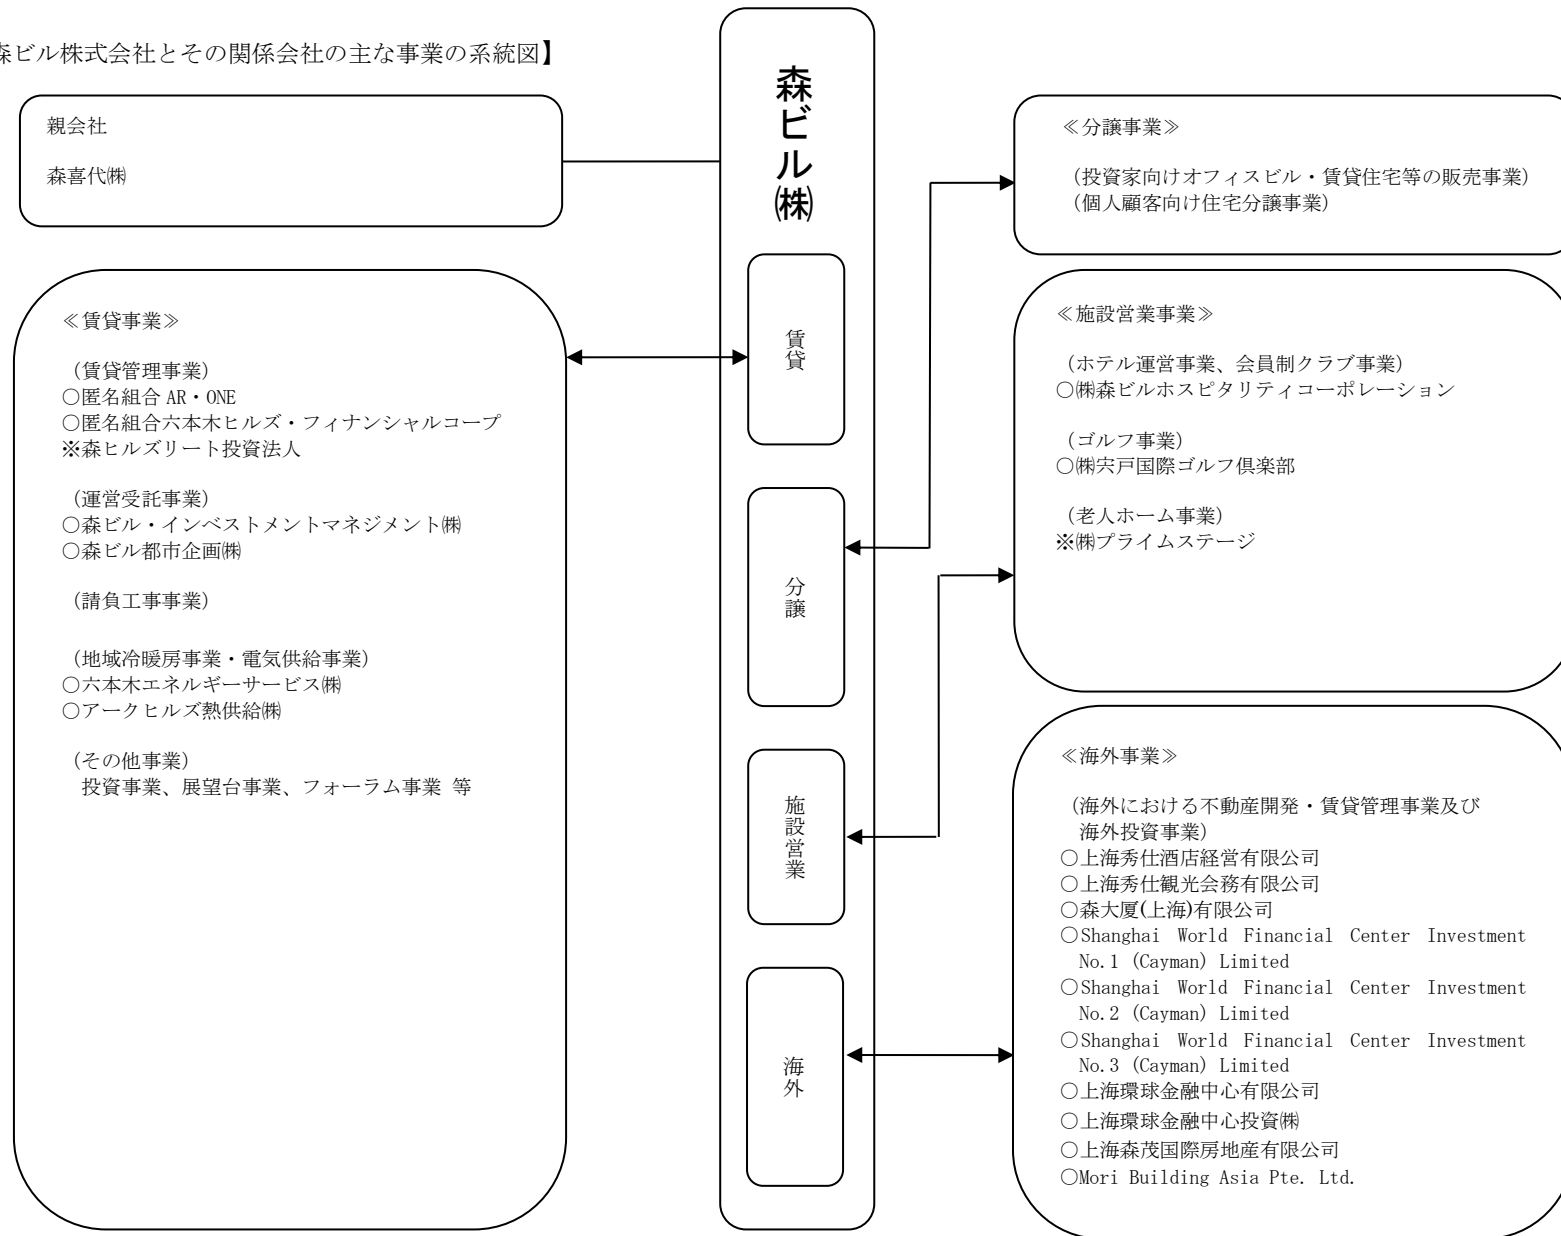 森ビル株式会社とその関係会社の主な事業の系統図】
親会社
森喜代㈱
≪賃貸事業≫
(賃貸管理事業)
○匿名組合 AR・ONE
○匿名組合六本木ヒルズ・フィナンシャルコープ
※森ヒルズリート投資法人
(運営受託事業)
○森ビル・インベストメントマネジメント㈱
○森ビル都市企画㈱
(請負工事事業)
(地域冷暖房事業・電気供給事業)
○六本木エネルギーサービス㈱
○アークヒルズ熱供給㈱
(その他事業)
投資事業、展望台事業、フォーラム事業 等
森ビル㈱
賃貸
分譲
施設営業
海外
≪分譲事業≫
(投資家向けオフィスビル・賃貸住宅等の販売事業)
(個人顧客向け住宅分譲事業)
≪施設営業事業≫
(ホテル運営事業、会員制クラブ事業)
○㈱森ビルホスピタリティコーポレーション
(ゴルフ事業)
○㈱宍戸国際ゴルフ倶楽部
(老人ホーム事業)
※㈱プライムステージ
≪海外事業≫
(海外における不動産開発・賃貸管理事業及び
海外投資事業)
○上海秀仕酒店経営有限公司
○上海秀仕観光会務有限公司
○森大厦(上海)有限公司
○Shanghai World Financial Center Investment
No.1 (Cayman) Limited
○Shanghai World Financial Center Investment
No.2 (Cayman) Limited
○Shanghai World Financial Center Investment
No.3 (Cayman) Limited
○上海環球金融中心有限公司
○上海環球金融中心投資㈱
○上海森茂国際房地産有限公司
○Mori Building Asia Pte. Ltd.